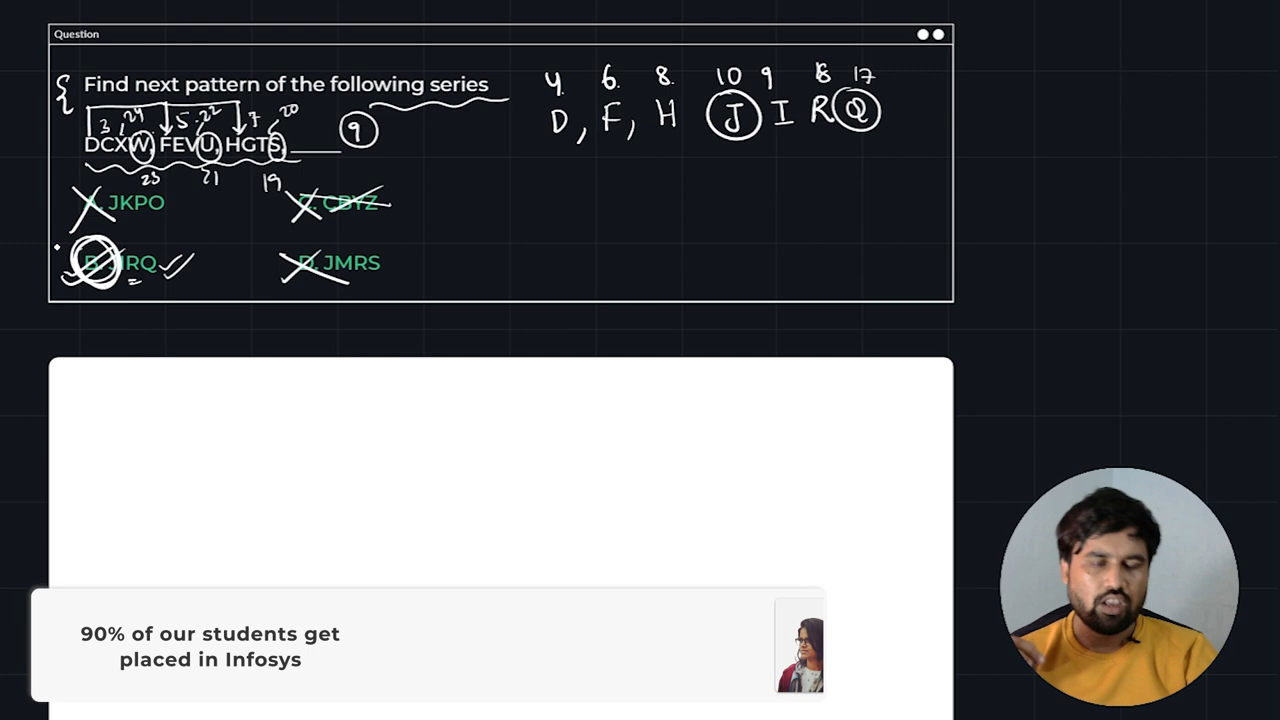 Question
Find next pattern of the following series
4. 6. 8. 10 9 18 17
D, F, H J I R Q
3 24 5 22 7 20
DCXW, FEVU, HGTS, ____ 9
23 21 19
A. JKPO C. CBYZ
B. JIRQ D. JMRS
90% of our students get
placed in Infosys